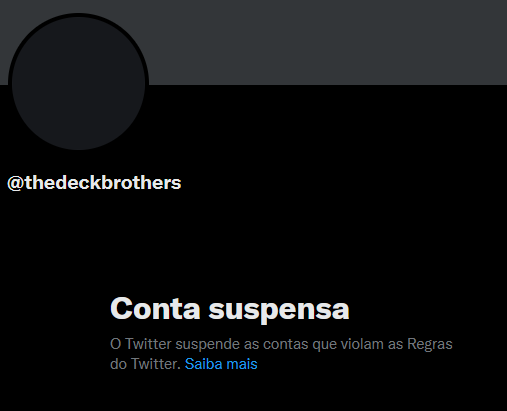 @thedeckbrothers
Conta suspensa
O Twitter suspende as contas que violam as Regras
do Twitter. Saiba mais